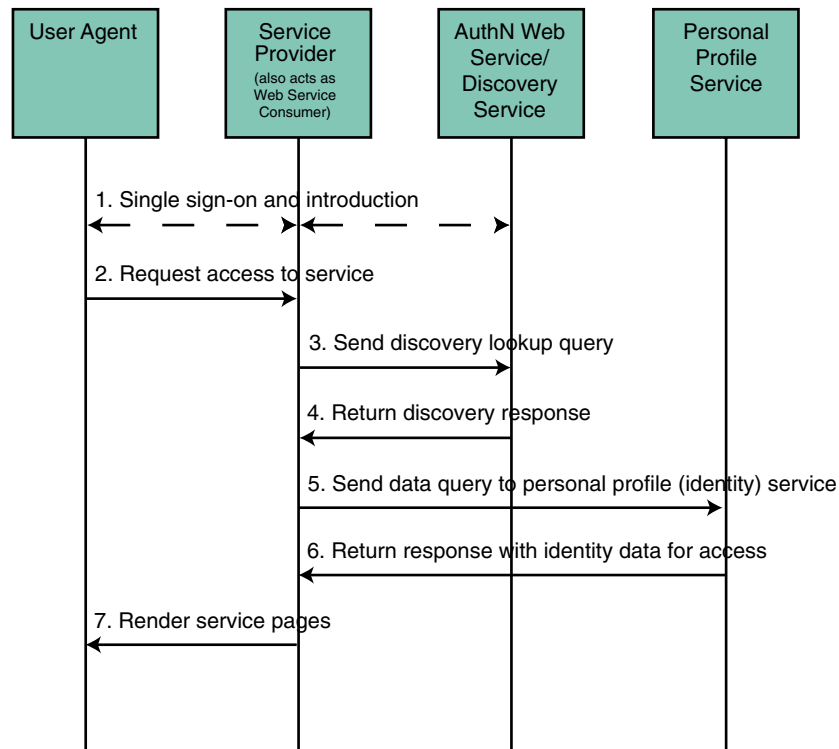 User Agent
Service
Provider
(also acts as
Web Service
Consumer)
AuthN Web
Service/
Discovery
Service
Personal
Profile
Service
1. Single sign-on and introduction
2. Request access to service
3. Send discovery lookup query
4. Return discovery response
5. Send data query to personal profile (identity) service
6. Return response with identity data for access
7. Render service pages